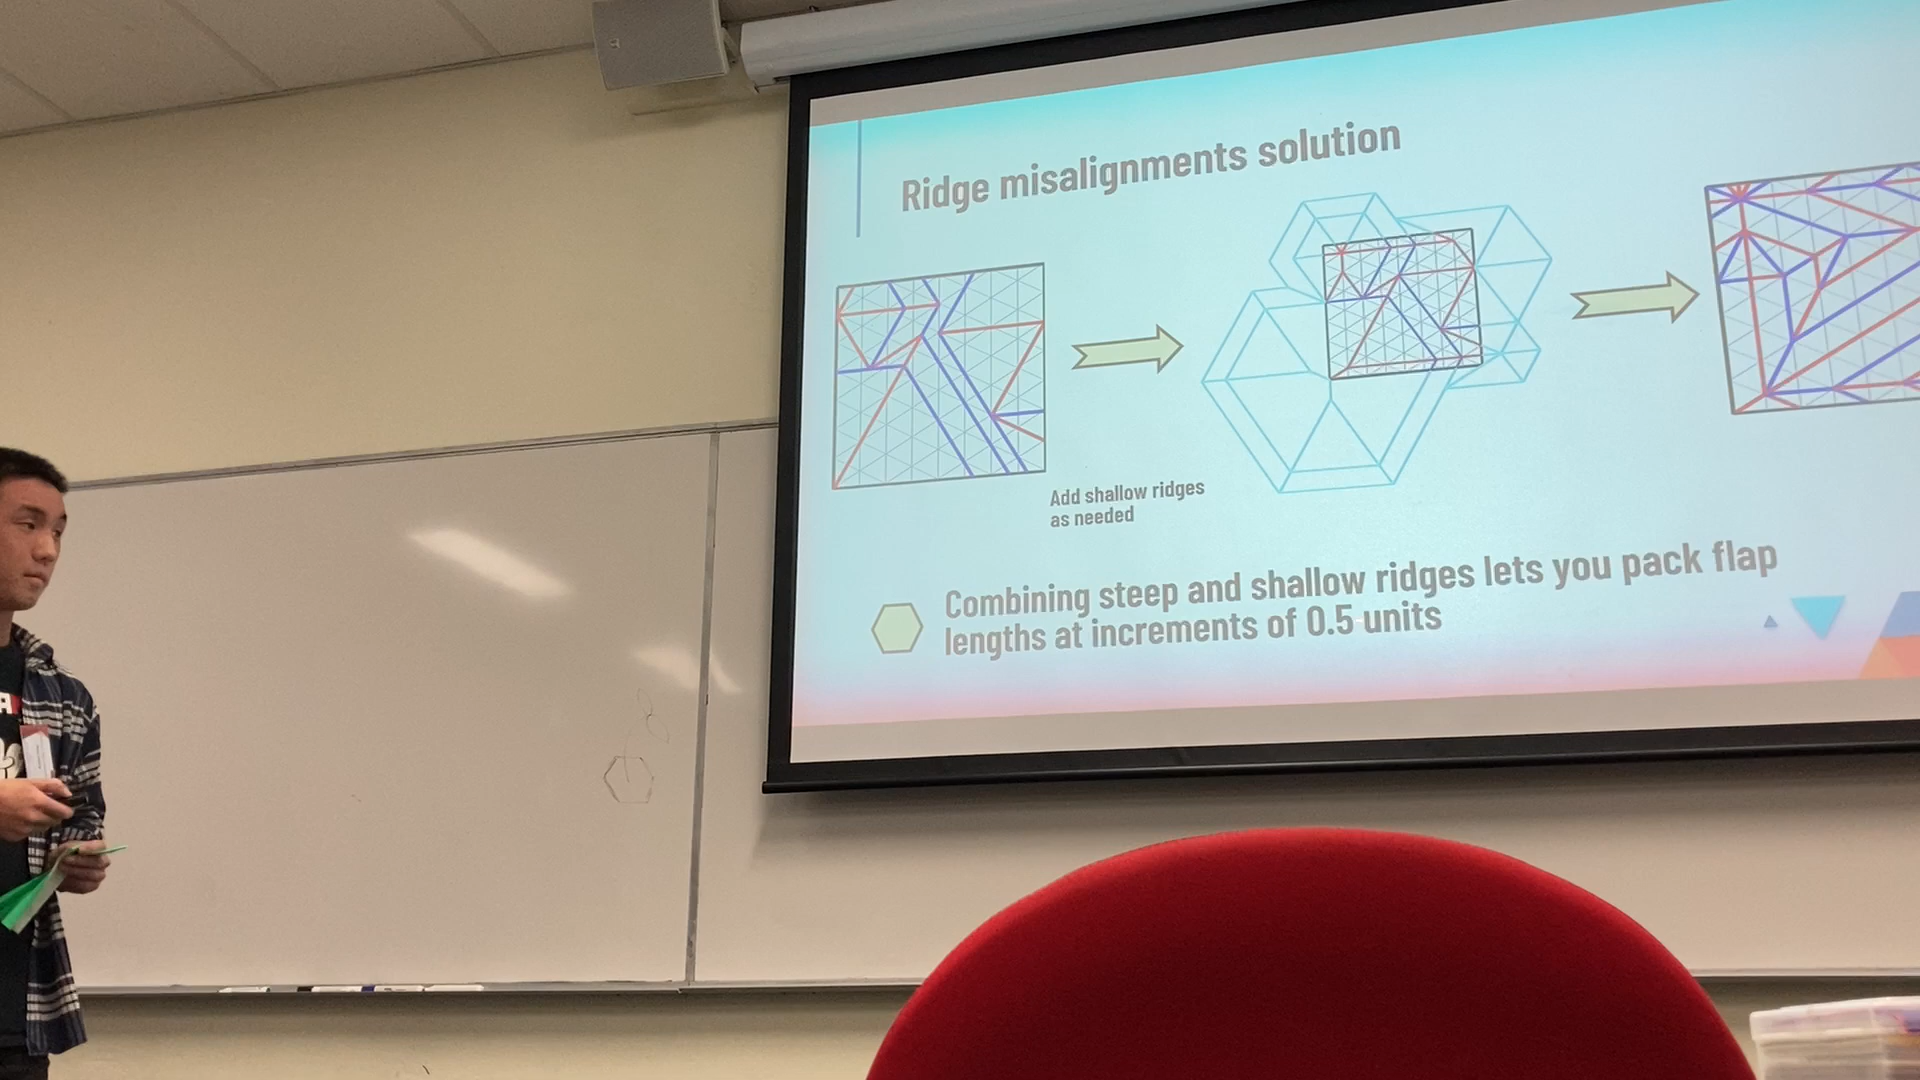 Ridge misalignments solution
Add shallow ridges
as needed
Combining steep and shallow ridges lets you pack flap
lengths at increments of 0.5 units